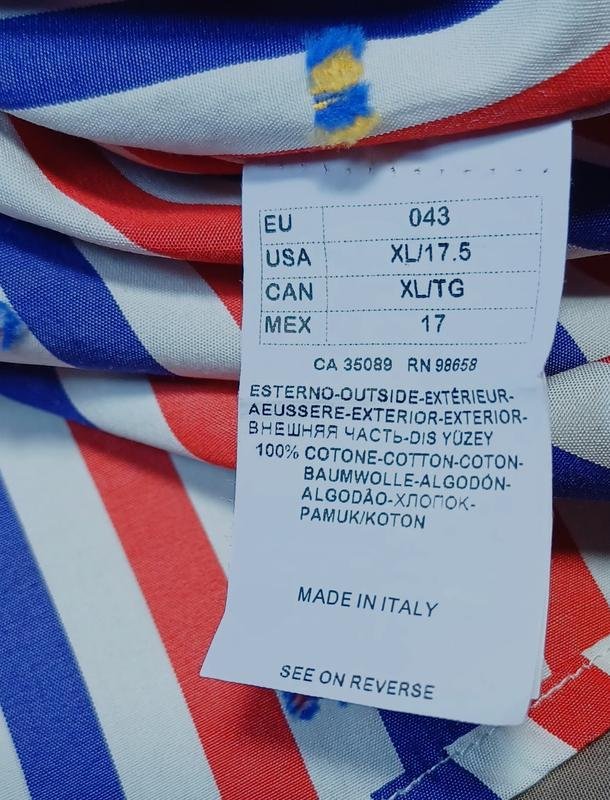 EU 043
USA XL/17.5
CAN XL/TG
MEX 17
CA 35089 RN 98658
ESTERNO-OUTSIDE-EXTÉRIEUR-
AEUSSERE-EXTERIOR-EXTERIOR-
ВНЕШНЯЯ ЧАСТЬ-DIS YÜZEY
100% COTONE-COTTON-COTON-
BAUMWOLLE-ALGODÓN-
ALGODÃO-ХЛОПОК-
PAMUK/KOTON
MADE IN ITALY
SEE ON REVERSE